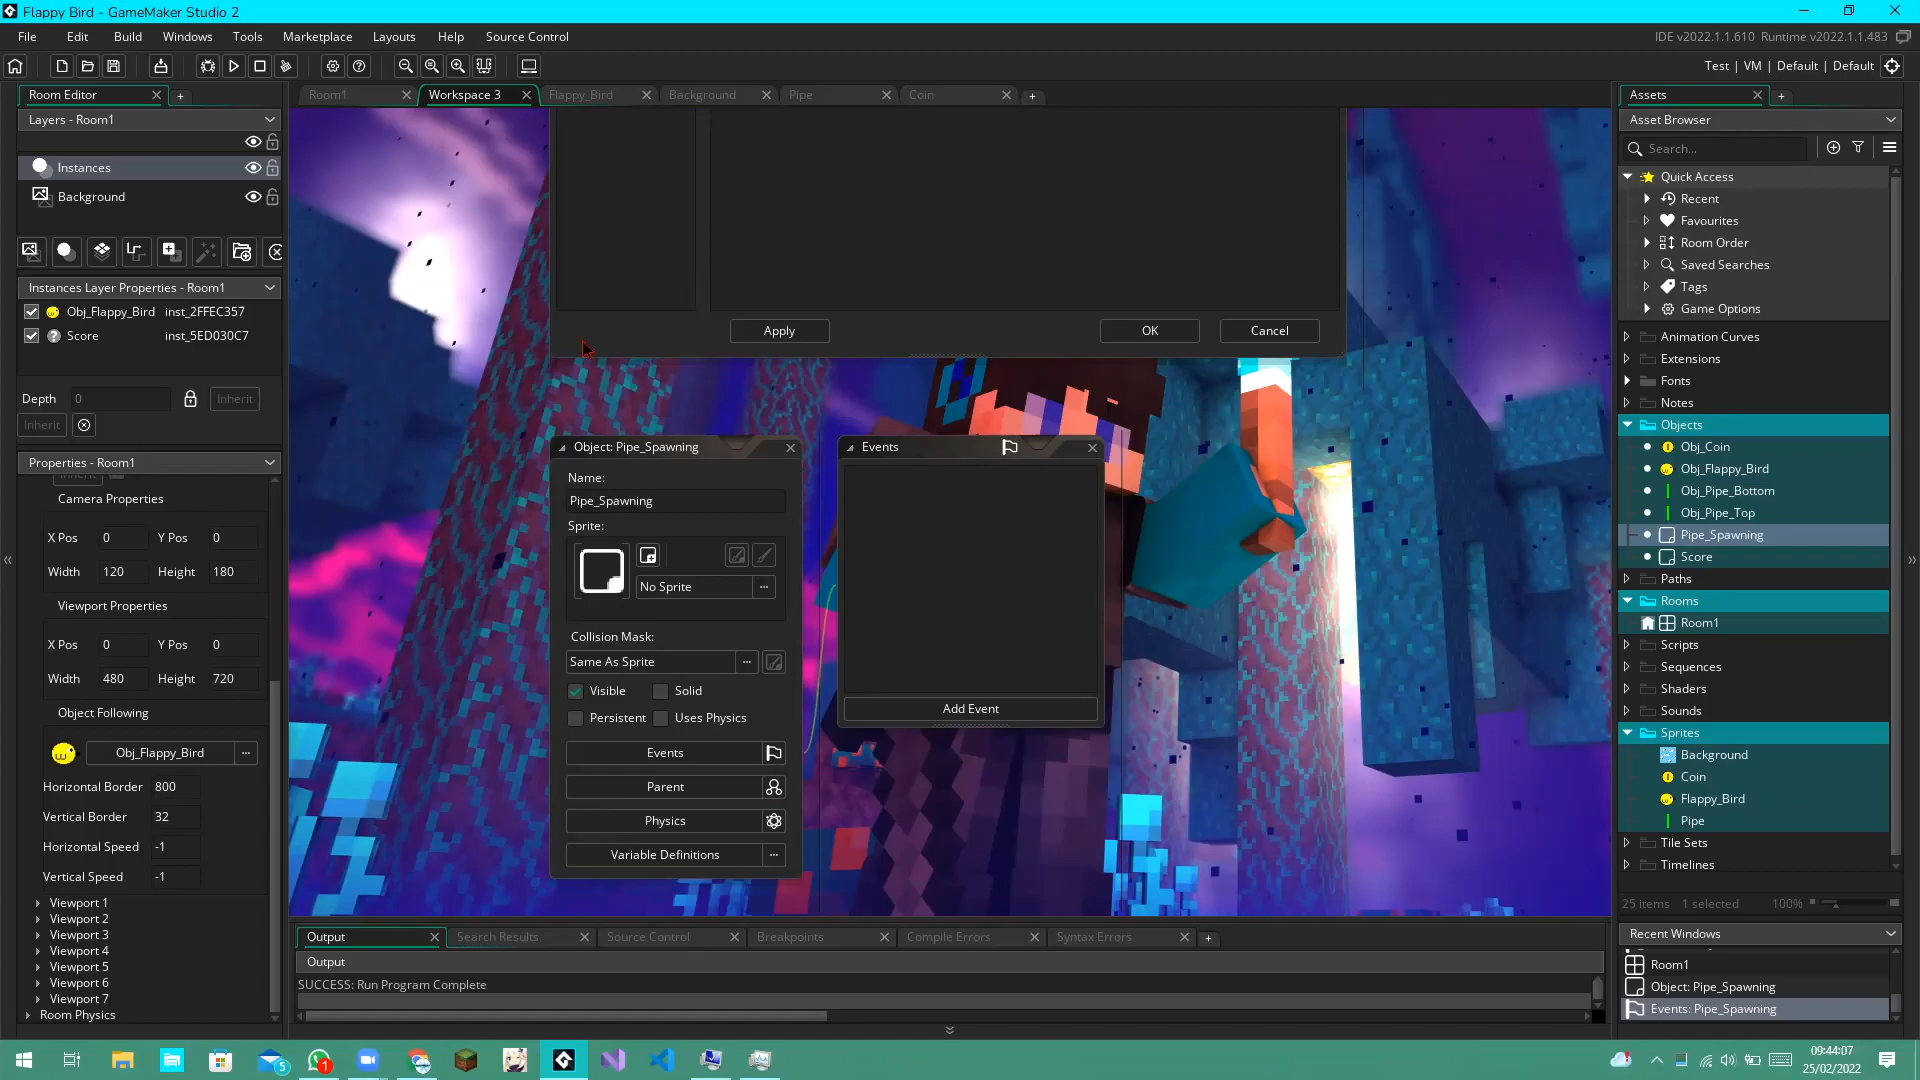 Flappy Bird - GameMaker Studio 2
File Edit Build Windows Tools Marketplace Layouts Help Source Control
IDE v2022.1.1.610 Runtime v2022.1.1.483
Test | VM | Default | Default
Room Editor
Room1 Workspace 3 Flappy_Bird Background Pipe Coin
Assets
Layers - Room1
Asset Browser
Instances
Background
Search...
Quick Access
Recent
Favourites
Room Order
Saved Searches
Tags
Game Options
Instances Layer Properties - Room1
Obj_Flappy_Bird inst_2FFEC357
Score inst_5ED030C7
Depth 0 Inherit
Inherit
Apply OK Cancel
Properties - Room1
Inherit
Camera Properties
X Pos 0 Y Pos 0
Width 120 Height 180
Viewport Properties
X Pos 0 Y Pos 0
Width 480 Height 720
Object Following
Obj_Flappy_Bird ...
Horizontal Border 800
Vertical Border 32
Horizontal Speed -1
Vertical Speed -1
Viewport 1
Viewport 2
Viewport 3
Viewport 4
Viewport 5
Viewport 6
Viewport 7
Room Physics
Object: Pipe_Spawning
Name:
Pipe_Spawning
Sprite:
No Sprite ...
Collision Mask:
Same As Sprite ...
Visible Solid
Persistent Uses Physics
Events
Parent
Physics
Variable Definitions ...
Events
Add Event
Animation Curves
Extensions
Fonts
Notes
Objects
Obj_Coin
Obj_Flappy_Bird
Obj_Pipe_Bottom
Obj_Pipe_Top
Pipe_Spawning
Score
Paths
Rooms
Room1
Scripts
Sequences
Shaders
Sounds
Sprites
Background
Coin
Flappy_Bird
Pipe
Tile Sets
Timelines
25 items 1 selected 100%
Recent Windows
Room1
Object: Pipe_Spawning
Events: Pipe_Spawning
Output Search Results Source Control Breakpoints Compile Errors Syntax Errors
Output
SUCCESS: Run Program Complete
5
1
09:44:07
25/02/2022